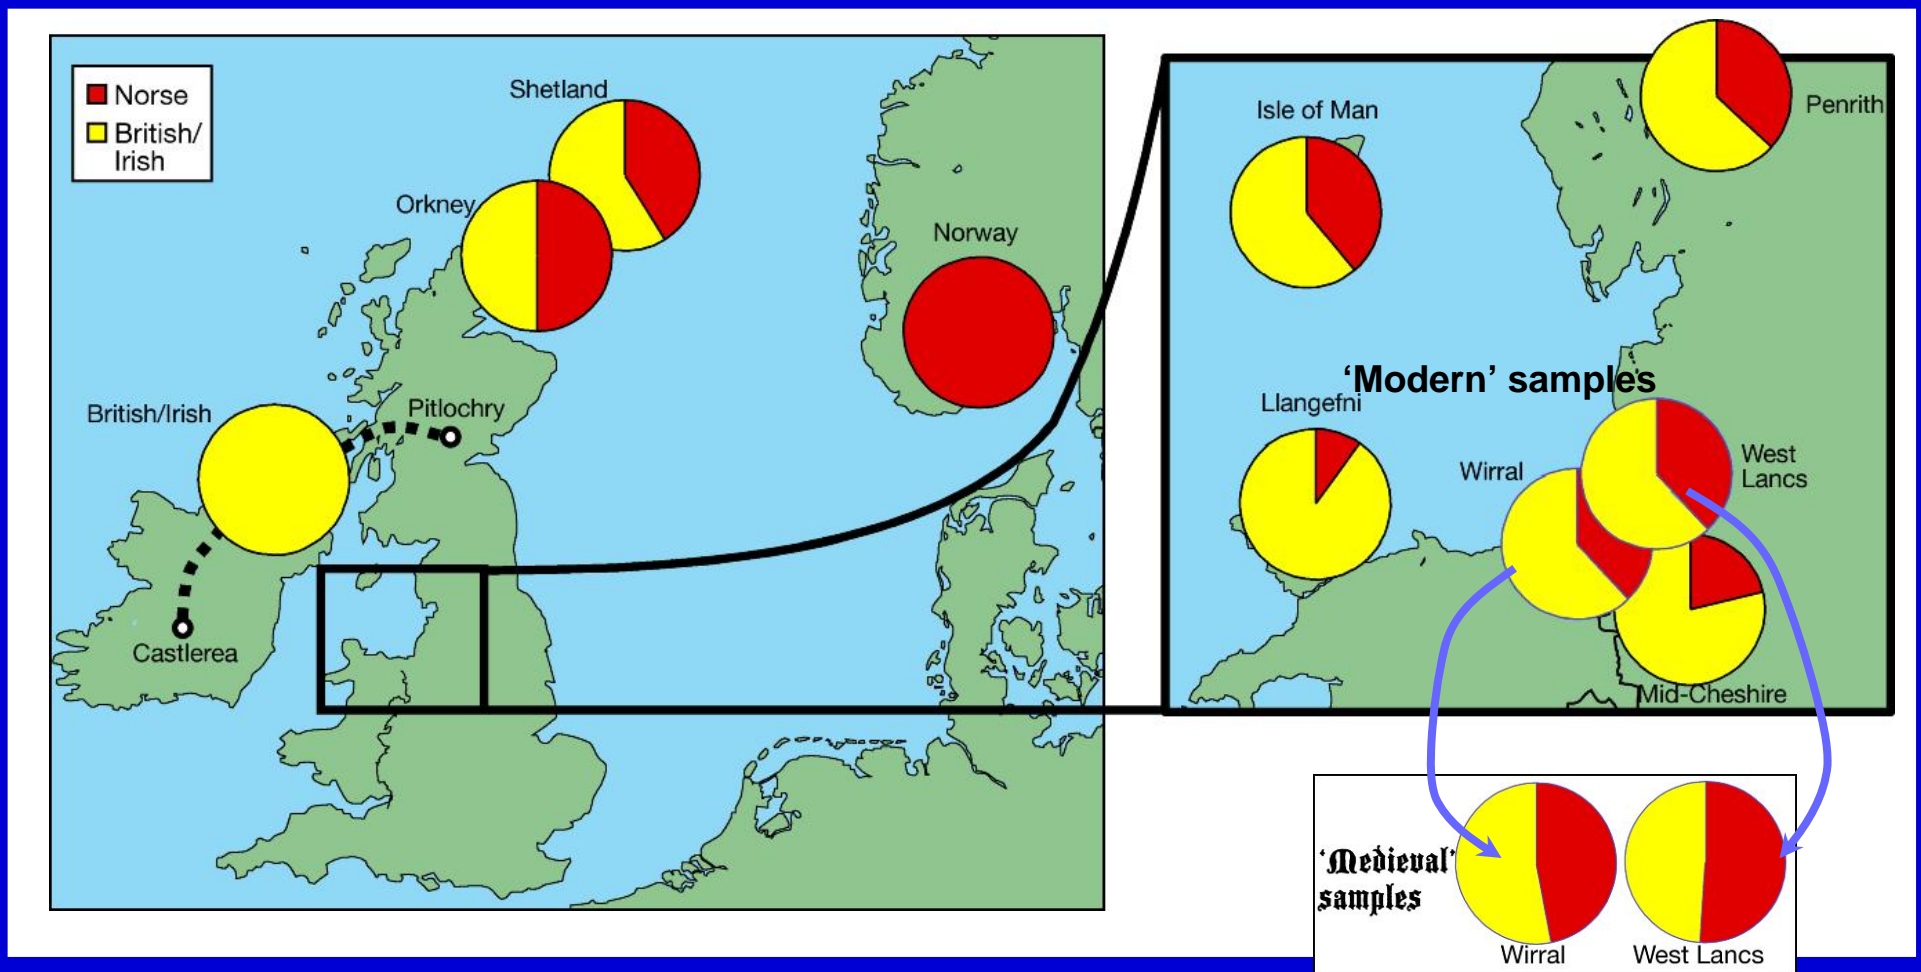 Norse
British/
Irish
Shetland
Orkney
Norway
British/Irish
Pitlochry
Castlerea
Isle of Man
Penrith
‘Modern’ samples
Llangefni
Wirral
West
Lancs
Mid-Cheshire
‘Medieval’
samples
Wirral
West Lancs